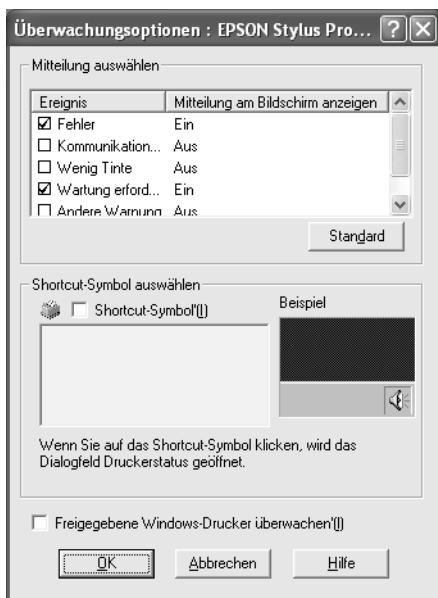 Überwachungsoptionen : EPSON Stylus Pro...
Mitteilung auswählen
Ereignis Mitteilung am Bildschirm anzeigen
Fehler Ein
Kommunikation... Aus
Wenig Tinte Aus
Wartung erford... Ein
Andere Warnung Aus
Standard
Shortcut-Symbol auswählen
Shortcut-Symbol'(I)
Beispiel
Wenn Sie auf das Shortcut-Symbol klicken, wird das
Dialogfeld Druckerstatus geöffnet.
Freigegebene Windows-Drucker überwachen'(I)
OK Abbrechen Hilfe